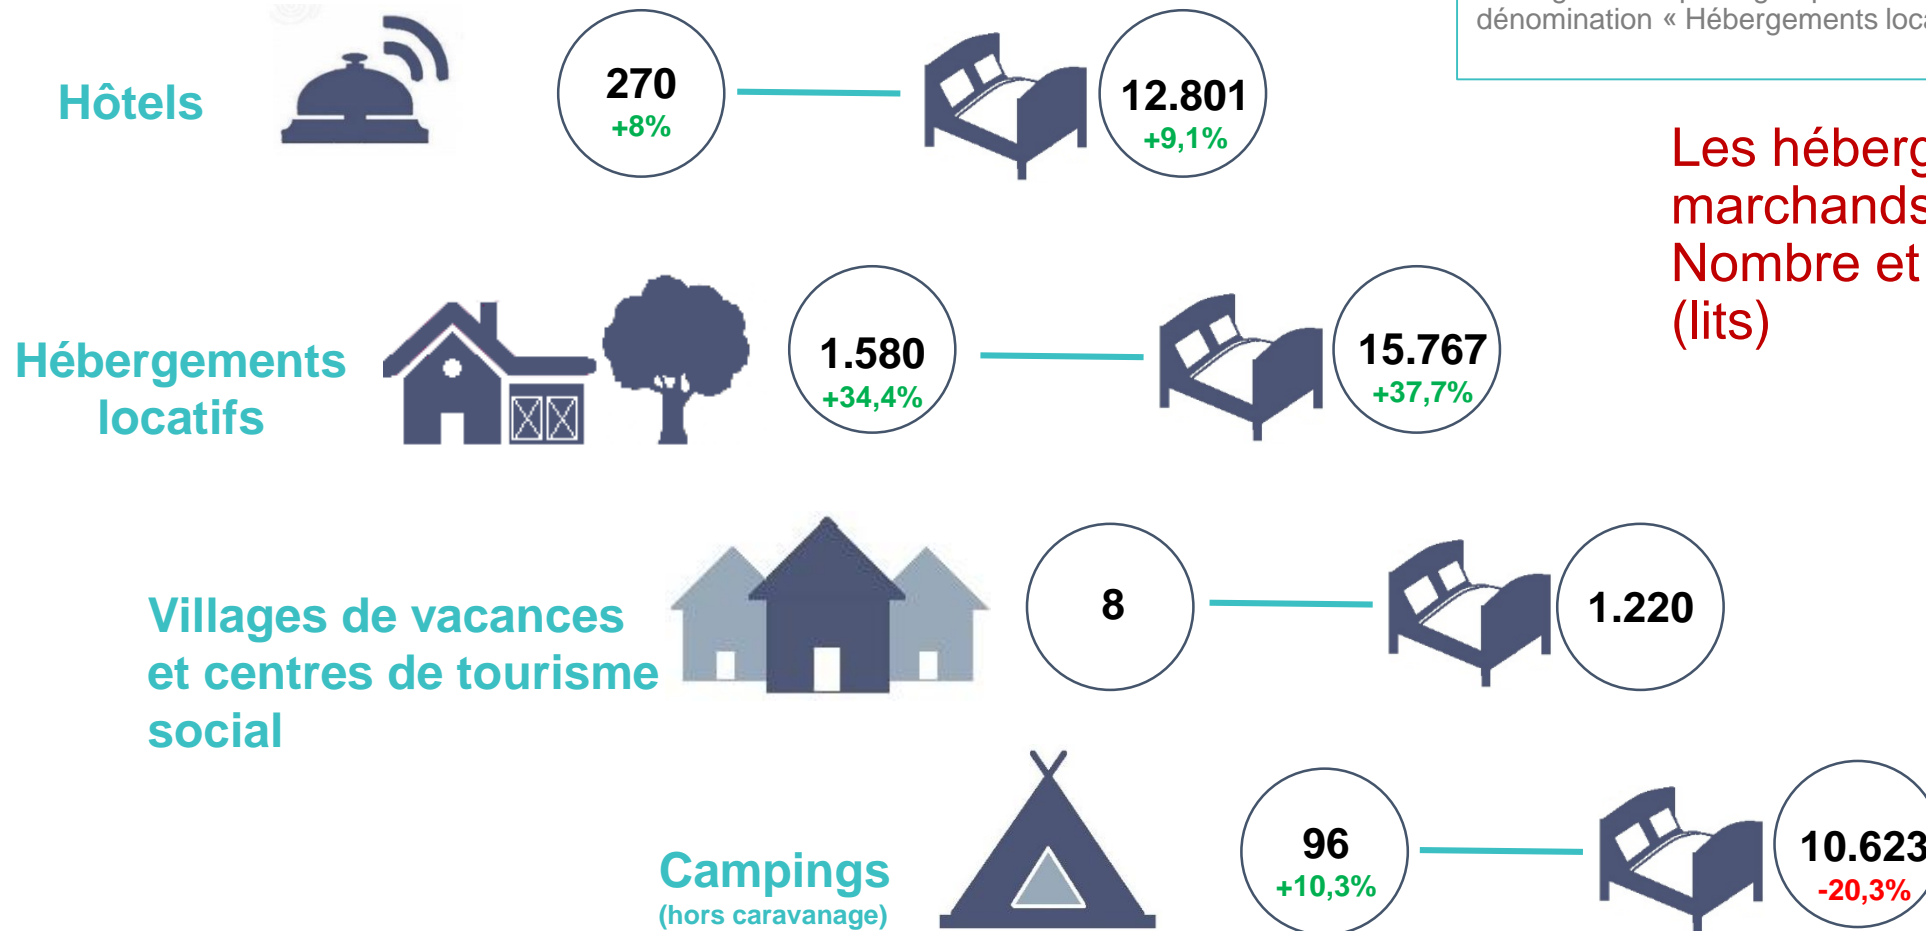 dénomination « Hébergements
Hôtels
270
+8%
12.801
+9,1%
Les
marchands
Nombre et
(lits)
Hébergements
locatifs
1.580
+34,4%
15.767
+37,7%
Villages de vacances
et centres de tourisme
social
8
1.220
Campings
(hors caravanage)
96
+10,3%
10.623
-20,3%